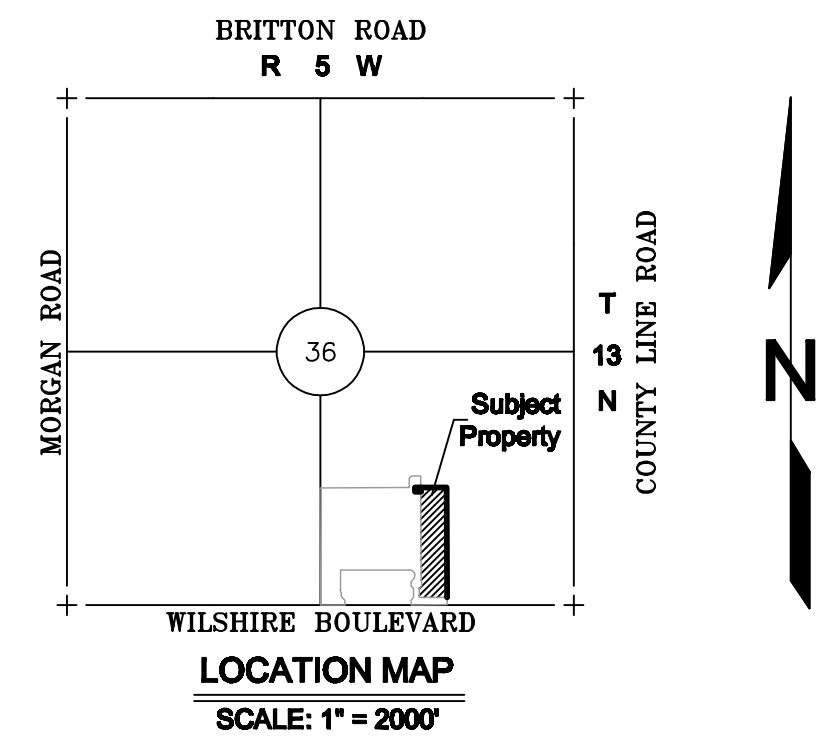 BRITTON ROAD
R 5 W
MORGAN ROAD
36
T
13
N
COUNTY LINE ROAD
Subject
Property
N
WILSHIRE BOULEVARD
LOCATION MAP
SCALE: 1" = 2000'